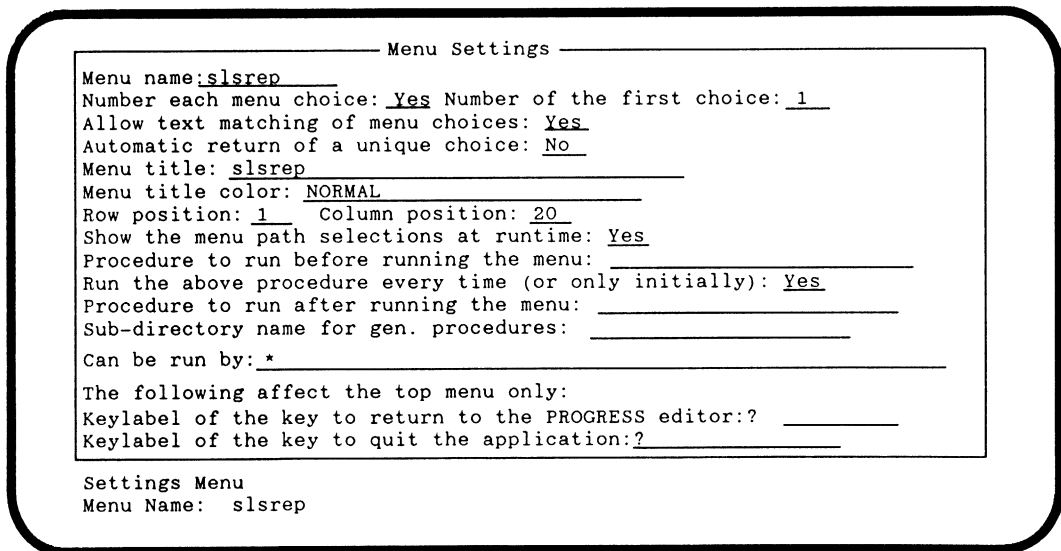 Menu Settings
Menu name:slsrep
Number each menu choice: Yes Number of the first choice: 1
Allow text matching of menu choices: Yes
Automatic return of a unique choice: No
Menu title: slsrep
Menu title color: NORMAL
Row position: 1 Column position: 20
Show the menu path selections at runtime: Yes
Procedure to run before running the menu:
Run the above procedure every time (or only initially): Yes
Procedure to run after running the menu:
Sub-directory name for gen. procedures:
Can be run by: *
The following affect the top menu only:
Keylabel of the key to return to the PROGRESS editor:?
Keylabel of the key to quit the application:?
Settings Menu
Menu Name: slsrep